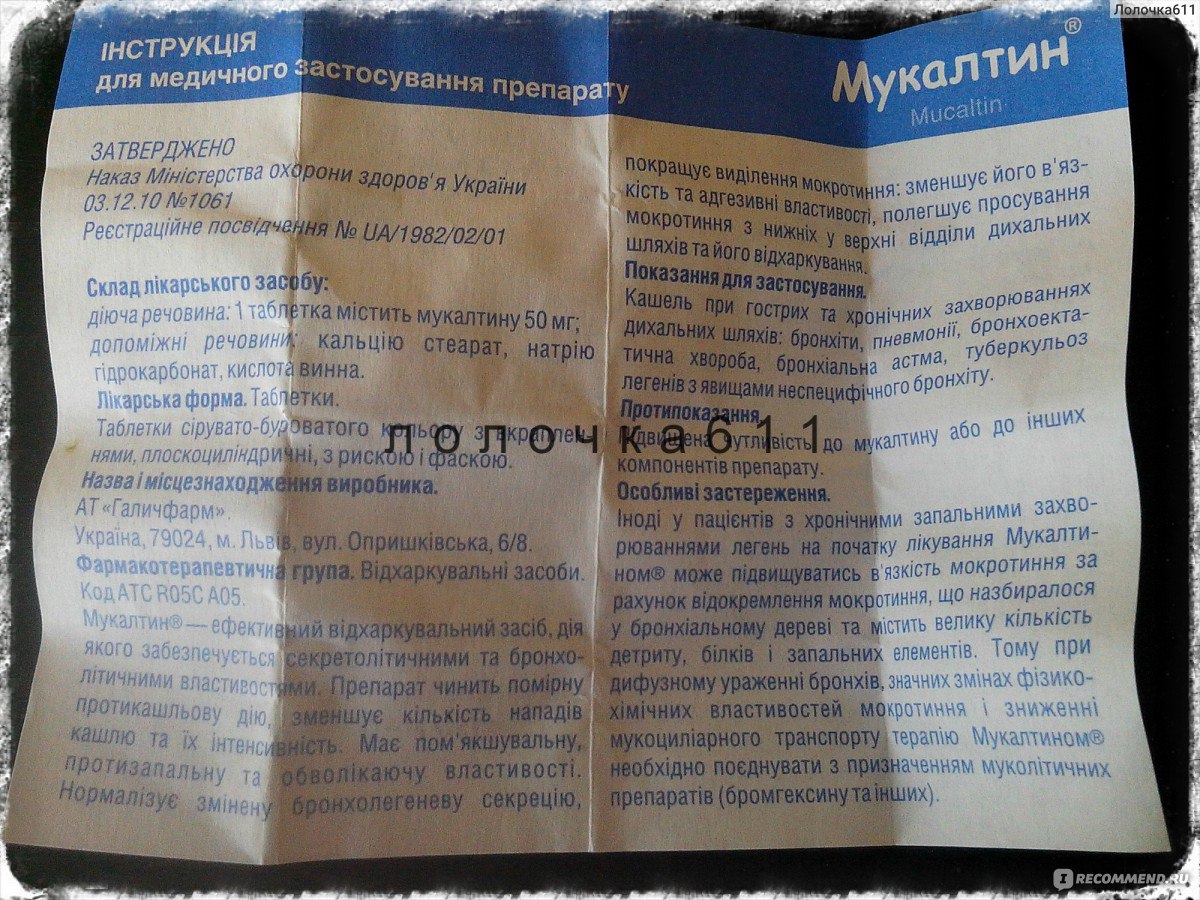 Лолочка611
ІНСТРУКЦІЯ
для медичного застосування препарату
Мукалтин®
Mucaltin
ЗАТВЕРДЖЕНО
Наказ Міністерства охорони здоров'я України
03.12.10 №1061
Реєстраційне посвідчення № UA/1982/02/01
Склад лікарського засобу:
діюча речовина: 1 таблетка містить мукалтину 50 мг;
допоміжні речовини: кальцію стеарат, натрію
гідрокарбонат, кислота винна.
Лікарська форма. Таблетки.
Таблетки сірувато-буроватого кольору з вкраплен-
нями, плоскоциліндричні, з рискою і фаскою.
Назва і місцезнаходження виробника.
АТ «Галичфарм».
Україна, 79024, м. Львів, вул. Опришківська, 6/8.
Фармакотерапевтична група. Відхаркувальні засоби.
Код АТС R05C A05.
Мукалтин® — ефективний відхаркувальний засіб, дія
якого забезпечується секретолітичними та бронхо-
літичними властивостями. Препарат чинить помірну
протикашльову дію, зменшує кількість нападів
кашлю та їх інтенсивність. Має пом'якшувальну,
протизапальну та обволікаючу властивості.
Нормалізує змінену бронхолегеневу секрецію,
покращує виділення мокротиння: зменшує його в'яз-
кість та адгезивні властивості, полегшує просування
мокротиння з нижніх у верхні відділи дихальних
шляхів та його відхаркування.
Показання для застосування.
Кашель при гострих та хронічних захворюваннях
дихальних шляхів: бронхіти, пневмонії, бронхоекта-
тична хвороба, бронхіальна астма, туберкульоз
легенів з явищами неспецифічного бронхіту.
Протипоказання.
Підвищена чутливість до мукалтину або до інших
компонентів препарату.
Особливі застереження.
Іноді у пацієнтів з хронічними запальними захво-
рюваннями легень на початку лікування Мукалти-
ном® може підвищуватись в'язкість мокротиння за
рахунок відокремлення мокротиння, що назбиралося
у бронхіальному дереві та містить велику кількість
детриту, білків і запальних елементів. Тому при
дифузному ураженні бронхів, значних змінах фізико-
хімічних властивостей мокротиння і зниженні
мукоциліарного транспорту терапію Мукалтином®
необхідно поєднувати з призначенням муколітичних
препаратів (бромгексину та інших).
лолочка611
IRECOMMEND.RU